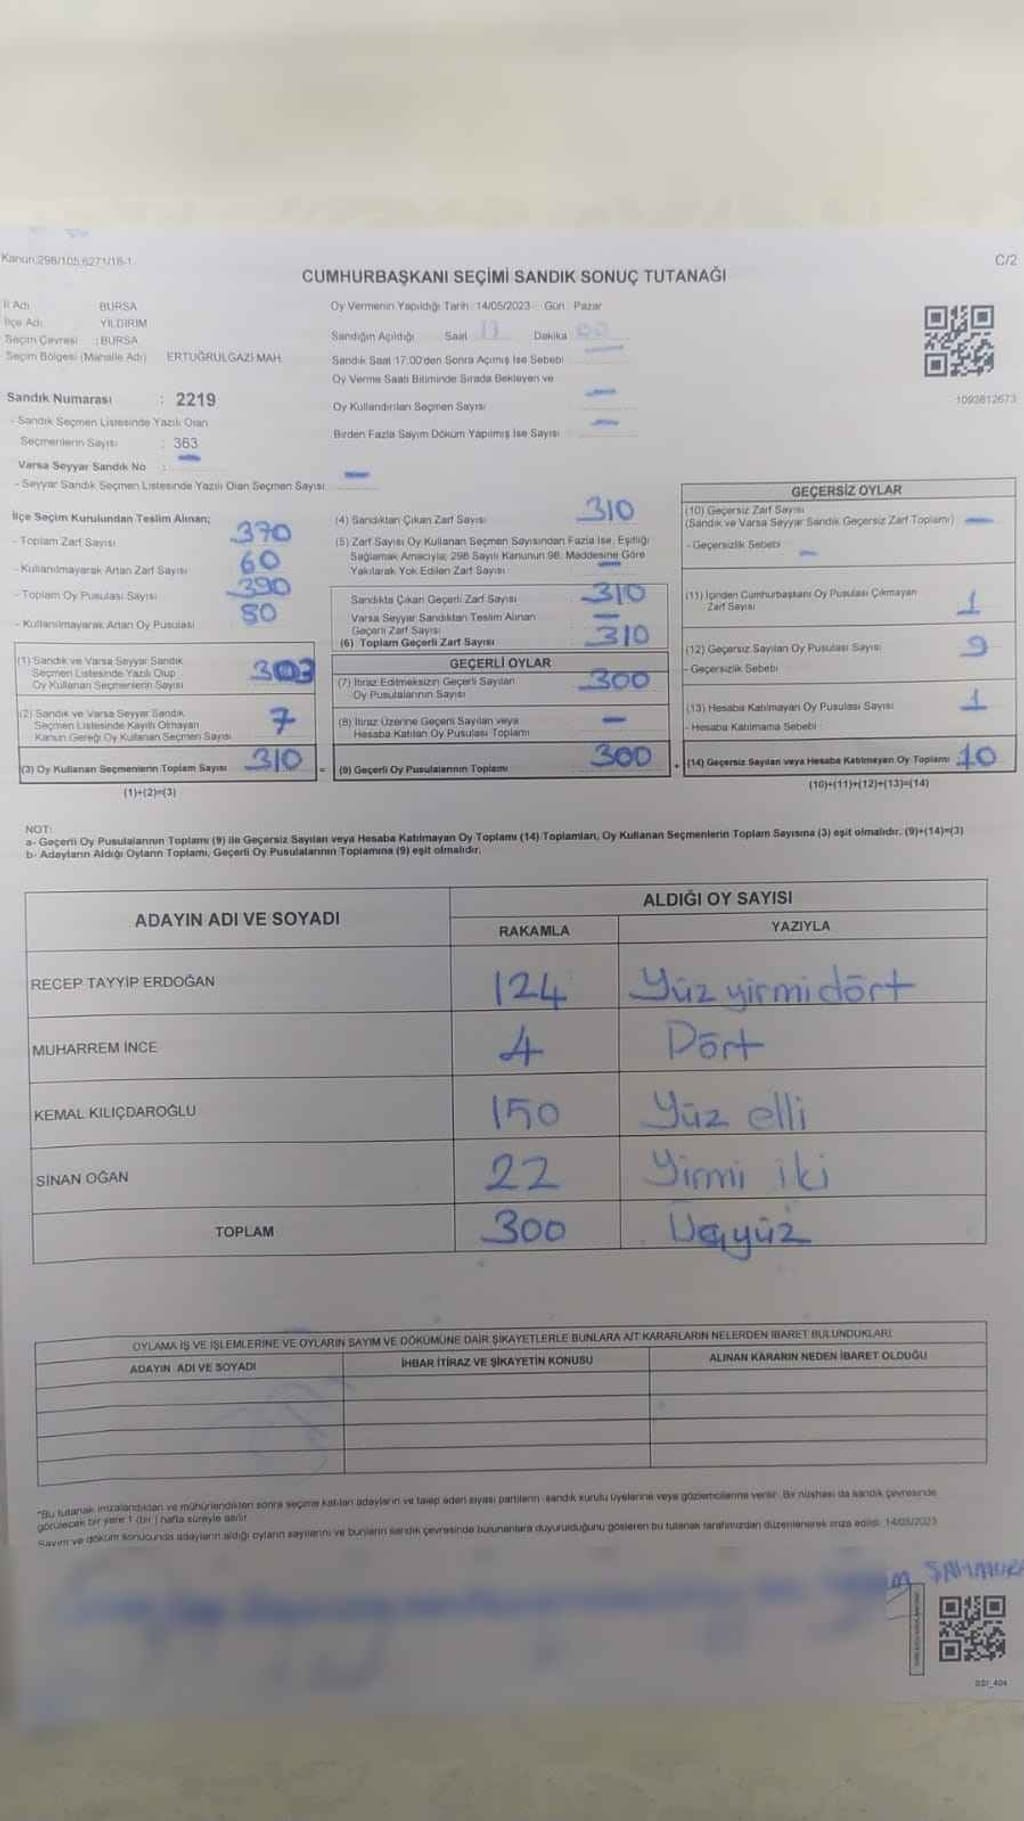 Kanun:298/105,6271/16-1
C/2
CUMHURBAŞKANI SEÇİMİ SANDIK SONUÇ TUTANAĞI
İl Adı : BURSA
İlçe Adı : YILDIRIM
Seçim Çevresi : BURSA
Seçim Bölgesi (Mahalle Adı) ERTUĞRULGAZİ MAH.
Sandık Numarası : 2219
- Sandık Seçmen Listesinde Yazılı Olan
Seçmenlerin Sayısı : 363
Varsa Seyyar Sandık No : —
- Seyyar Sandık Seçmen Listesinde Yazılı Olan Seçmen Sayısı —
Oy Vermenin Yapıldığı Tarih: 14/05/2023 Gün: Pazar
Sandığın Açıldığı Saat 17 Dakika 00
Sandık Saat 17:00'den Sonra Açılmış İse Sebebi —
Oy Verme Saati Bitiminde Sırada Bekleyen ve
Oy Kullandırılan Seçmen Sayısı —
Birden Fazla Sayım Döküm Yapılmış İse Sayısı —
1093812673
İlçe Seçim Kurulundan Teslim Alınan;
- Toplam Zarf Sayısı 370
- Kullanılmayarak Artan Zarf Sayısı 60
- Toplam Oy Pusulası Sayısı 390
- Kullanılmayarak Artan Oy Pusulası 80
(1) Sandık ve Varsa Seyyar Sandık
Seçmen Listesinde Yazılı Olup
Oy Kullanan Seçmenlerin Sayısı 303
(2) Sandık ve Varsa Seyyar Sandık
Seçmen Listesinde Kayıtlı Olmayan
Kanun Gereği Oy Kullanan Seçmen Sayısı 7
(3) Oy Kullanan Seçmenlerin Toplam Sayısı 310
(1)+(2)=(3)
(4) Sandıktan Çıkan Zarf Sayısı 310
(5) Zarf Sayısı Oy Kullanan Seçmen Sayısından Fazla İse, Eşitliği
Sağlamak Amacıyla; 298 Sayılı Kanunun 98. Maddesine Göre
Yakılarak Yok Edilen Zarf Sayısı —
Sandıkta Çıkan Geçerli Zarf Sayısı 310
Varsa Seyyar Sandıktan Teslim Alınan
Geçerli Zarf Sayısı —
(6) Toplam Geçerli Zarf Sayısı 310
GEÇERLİ OYLAR
(7) İtiraz Edilmeksizin Geçerli Sayılan
Oy Pusulalarının Sayısı 300
(8) İtiraz Üzerine Geçerli Sayılan veya
Hesaba Katılan Oy Pusulası Toplamı —
(9) Geçerli Oy Pusulalarının Toplamı 300
GEÇERSİZ OYLAR
(10) Geçersiz Zarf Sayısı
(Sandık ve Varsa Seyyar Sandık Geçersiz Zarf Toplamı) —
- Geçersizlik Sebebi —
(11) İçinden Cumhurbaşkanı Oy Pusulası Çıkmayan
Zarf Sayısı 1
(12) Geçersiz Sayılan Oy Pusulası Sayısı 9
- Geçersizlik Sebebi
(13) Hesaba Katılmayan Oy Pusulası Sayısı 1
- Hesaba Katılmama Sebebi
(14) Geçersiz Sayılan veya Hesaba Katılmayan Oy Toplamı 10
(10)+(11)+(12)+(13)=(14)
NOT:
a- Geçerli Oy Pusulalarının Toplamı (9) ile Geçersiz Sayılan veya Hesaba Katılmayan Oy Toplamı (14) Toplamları, Oy Kullanan Seçmenlerin Toplam Sayısına (3) eşit olmalıdır. (9)+(14)=(3)
b- Adayların Aldığı Oyların Toplamı, Geçerli Oy Pusulalarının Toplamına (9) eşit olmalıdır.
ADAYIN ADI VE SOYADI
ALDIĞI OY SAYISI
RAKAMLA YAZIYLA
RECEP TAYYİP ERDOĞAN 124 Yüz yirmi dört
MUHARREM İNCE 4 Dört
KEMAL KILIÇDAROĞLU 150 Yüz elli
SİNAN OĞAN 22 Yirmi iki
TOPLAM 300 Üçyüz
OYLAMA İŞ VE İŞLEMLERİNE VE OYLARIN SAYIM VE DÖKÜMÜNE DAİR ŞİKAYETLERLE BUNLARA AİT KARARLARIN NELERDEN İBARET BULUNDUKLARI
ADAYIN ADI VE SOYADI İHBAR İTİRAZ VE ŞİKAYETİN KONUSU ALINAN KARARIN NEDEN İBARET OLDUĞU
*Bu tutanak imzalandıktan ve mühürlendikten sonra seçime katılan adayların ve talep eden siyasi partilerin sandık kurulu üyelerine veya gözlemcilerine verilir. Bir nüshası da sandık çevresinde
görülecek bir yere 1 (bir) hafta süreyle asılır.
Sayım ve döküm sonucunda adayların aldığı oyların sayılarını ve bunların sandık çevresinde bulunanlara duyurulduğunu gösteren bu tutanak tarafımızdan düzenlenerek imza edildi. 14/05/2023